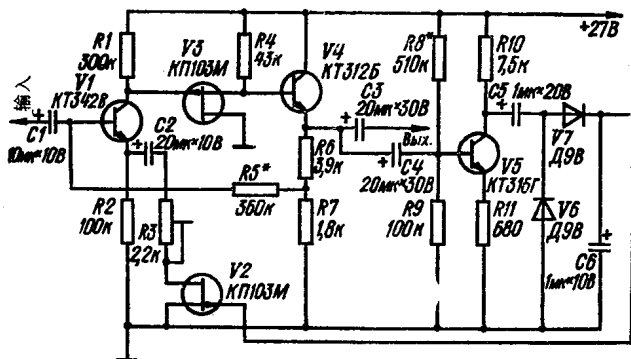 R1
300к
V3
КП103М
R4
43к
V4
КТ312Б
R8*
510к
R10
7,5к
+27В
V1
КТ342В
输入
C1
10мк×10В
C2
20мк×10В
C3
20мк×30В
Вых.
C4
20мк×30В
C5 1мк×20В
V7
Д9В
V5
КТ316Г
V6
Д9В
R5*
360к
R6
3,9к
R7
1,8к
R2
100к
R3
2,2к
V2
КП103М
R9
100к
R11
680
C6
1мк×10В